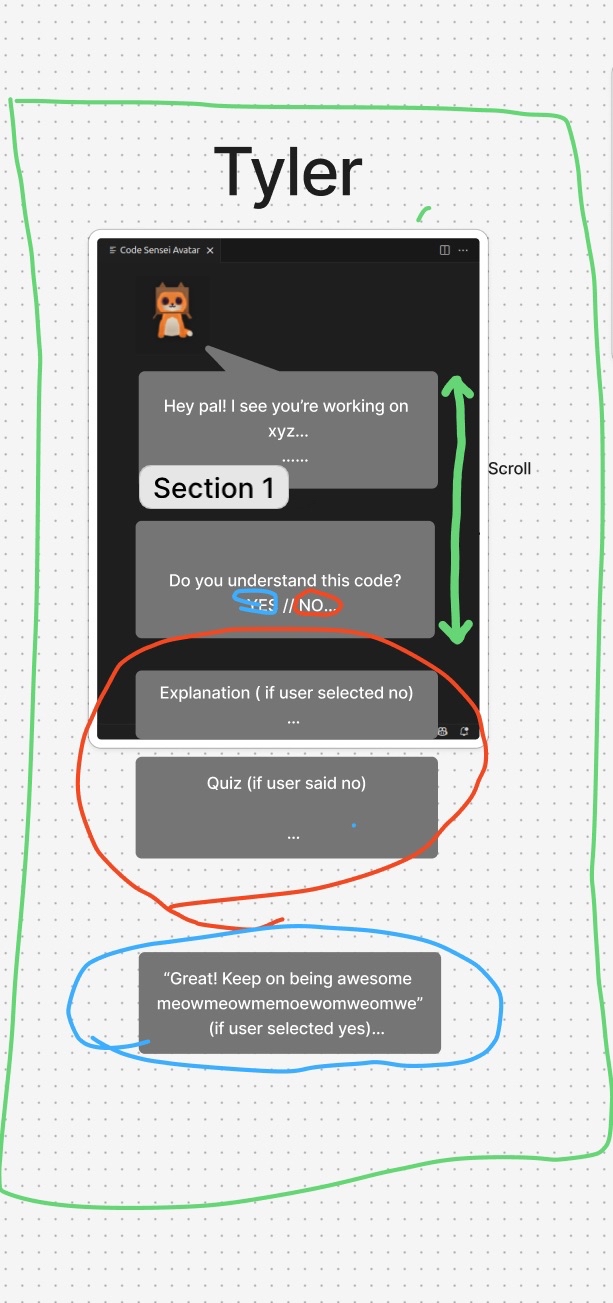 Tyler
Code Sensei Avatar
Hey pal! I see you're working on
xyz...
......
Section 1
Scroll
Do you understand this code?
YES // NO...
Explanation ( if user selected no)
...
Quiz (if user said no)
...
“Great! Keep on being awesome
meowmeowmemoewomweomwe”
(if user selected yes)...